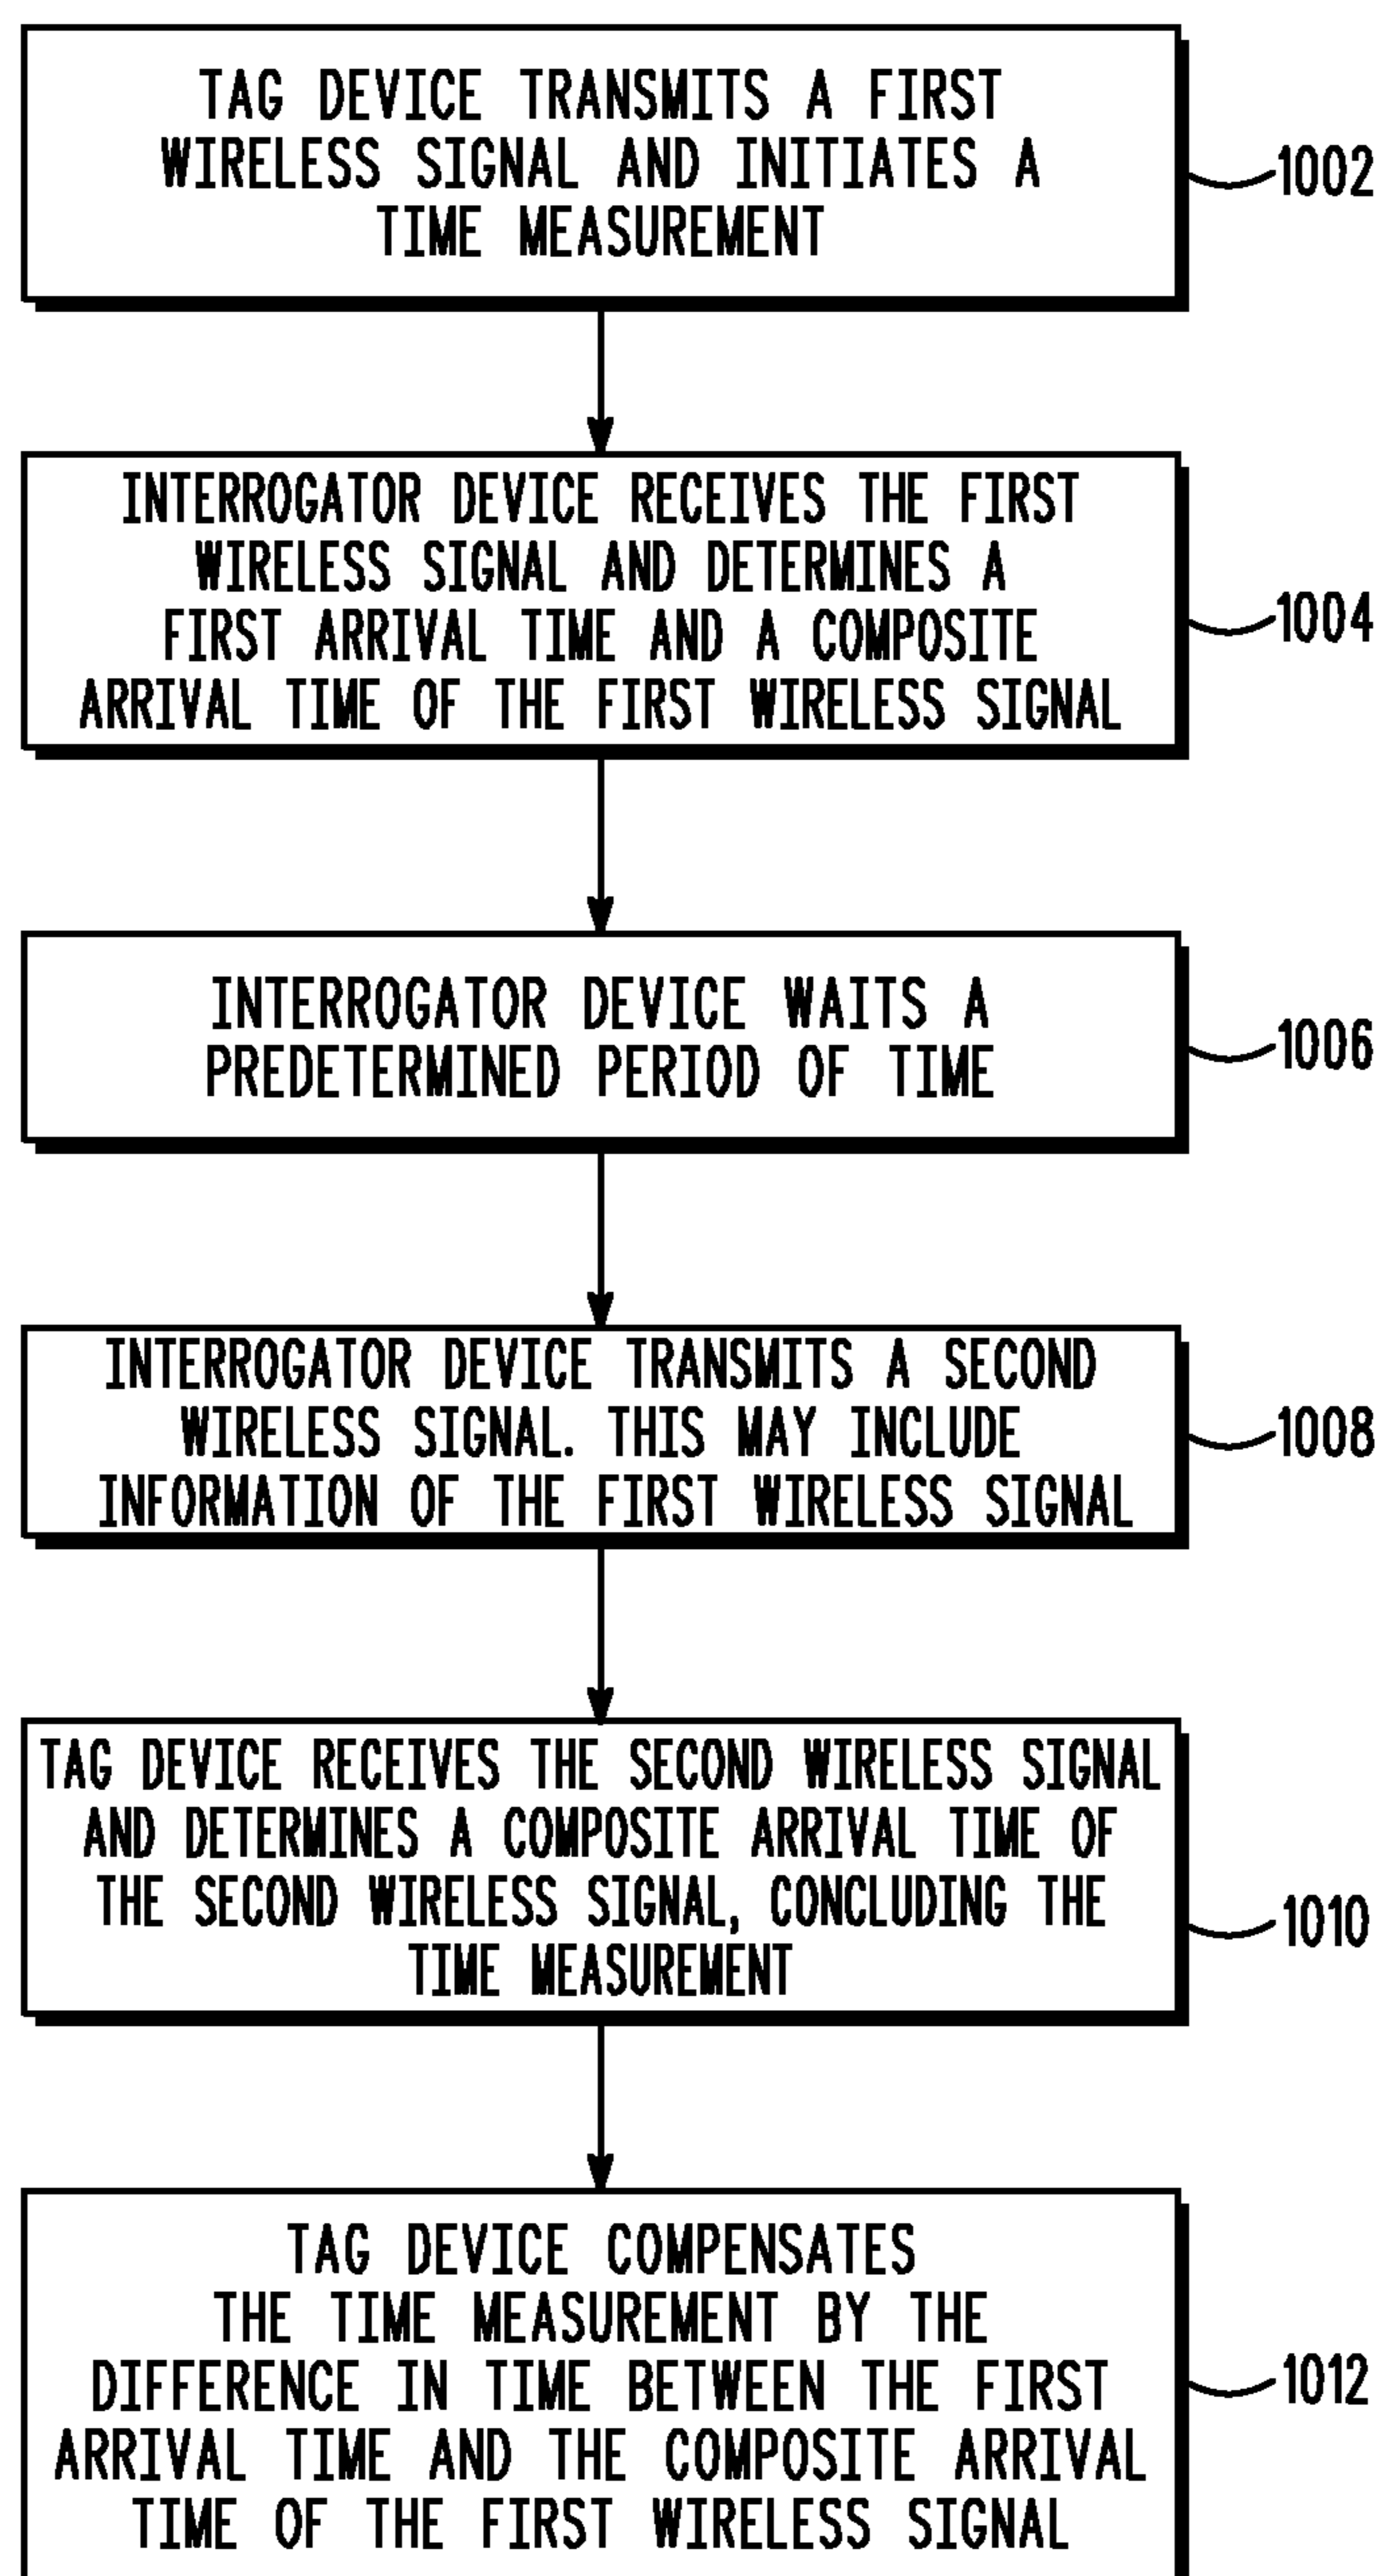 TAG DEVICE TRANSMITS A FIRST
WIRELESS SIGNAL AND INITIATES A
TIME MEASUREMENT
1002
INTERROGATOR DEVICE RECEIVES THE FIRST
WIRELESS SIGNAL AND DETERMINES A
FIRST ARRIVAL TIME AND A COMPOSITE
ARRIVAL TIME OF THE FIRST WIRELESS SIGNAL
1004
INTERROGATOR DEVICE WAITS A
PREDETERMINED PERIOD OF TIME
1006
INTERROGATOR DEVICE TRANSMITS A SECOND
WIRELESS SIGNAL. THIS MAY INCLUDE
INFORMATION OF THE FIRST WIRELESS SIGNAL
1008
TAG DEVICE RECEIVES THE SECOND WIRELESS SIGNAL
AND DETERMINES A COMPOSITE ARRIVAL TIME OF
THE SECOND WIRELESS SIGNAL, CONCLUDING THE
TIME MEASUREMENT
1010
TAG DEVICE COMPENSATES
THE TIME MEASUREMENT BY THE
DIFFERENCE IN TIME BETWEEN THE FIRST
ARRIVAL TIME AND THE COMPOSITE ARRIVAL
TIME OF THE FIRST WIRELESS SIGNAL
1012